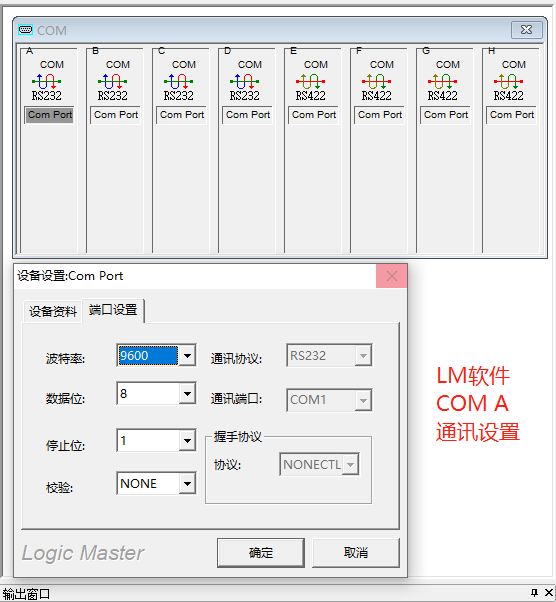 COM
A B C D E F G H
COM COM COM COM COM COM COM COM
RS232 RS232 RS232 RS232 RS422 RS422 RS422 RS422
Com Port Com Port Com Port Com Port Com Port Com Port Com Port Com Port
设备设置:Com Port
设备资料 端口设置
波特率: 9600 通讯协议: RS232
数据位: 8 通讯端口: COM1
停止位: 1 握手协议
协议: NONECTL
校验: NONE
LM软件
COM A
通讯设置
Logic Master 确定 取消
输出窗口